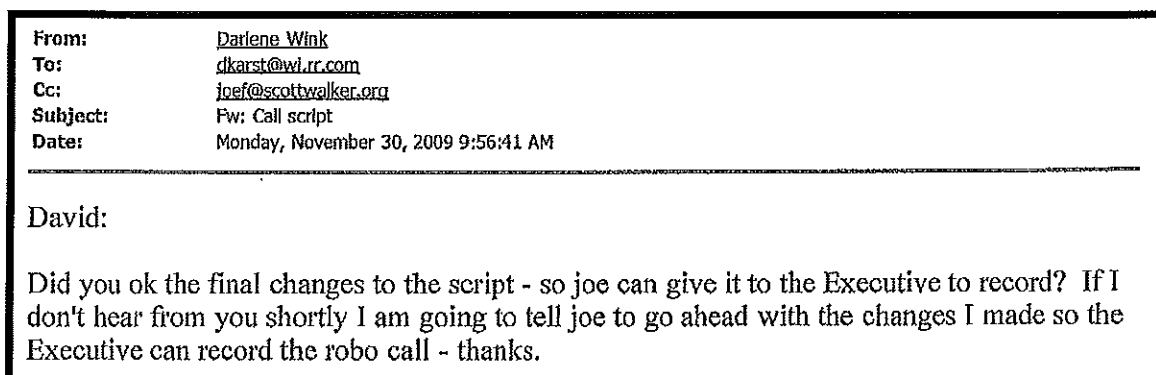 From: Darlene Wink
To: dkarst@wi.rr.com
Cc: joef@scottwalker.org
Subject: Fw: Call script
Date: Monday, November 30, 2009 9:56:41 AM
David:
Did you ok the final changes to the script - so joe can give it to the Executive to record? If I
don't hear from you shortly I am going to tell joe to go ahead with the changes I made so the
Executive can record the robo call - thanks.